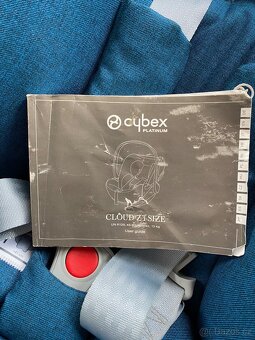 cybex
PLATINUM
CLOUD Z I-SIZE
User guide